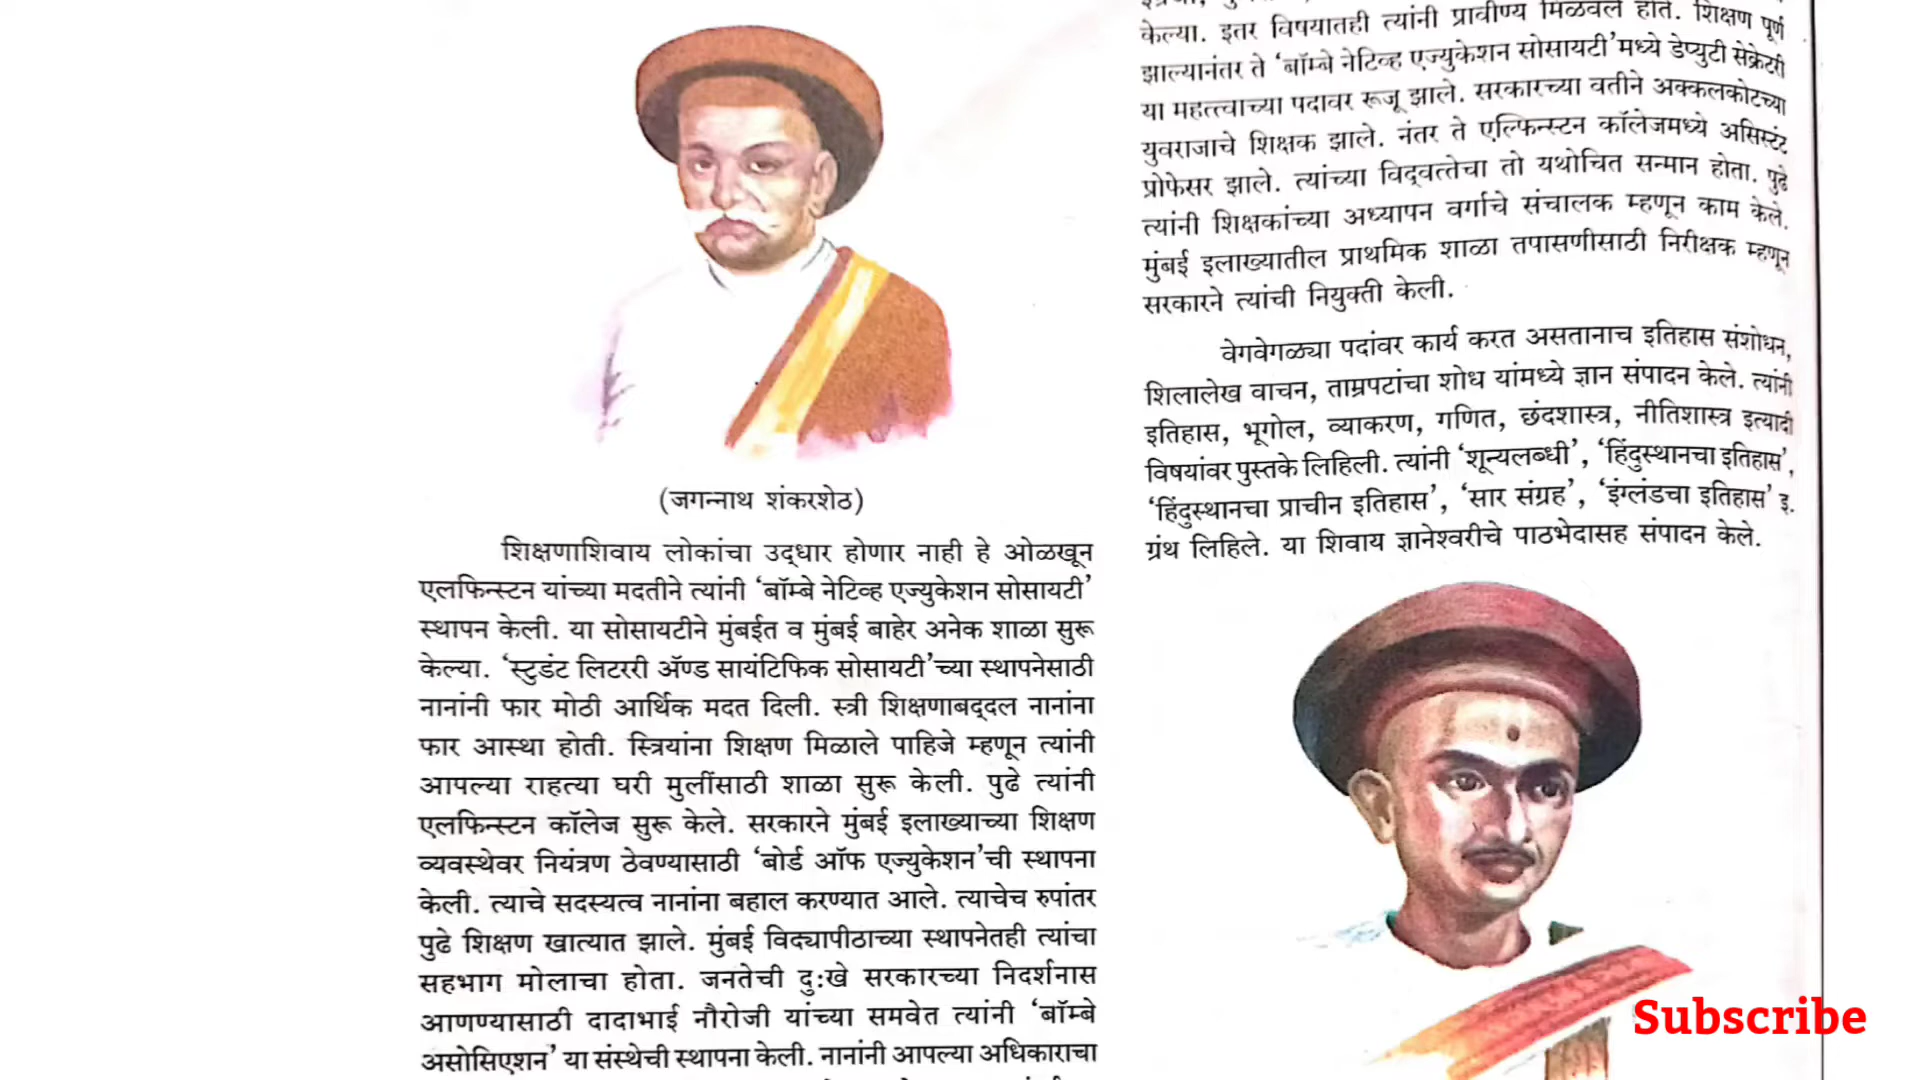 (जगन्नाथ शंकरशेठ)
शिक्षणाशिवाय लोकांचा उद्धार होणार नाही हे ओळखून
एलफिन्स्टन यांच्या मदतीने त्यांनी ‘बॉम्बे नेटिव्ह एज्युकेशन सोसायटी’
स्थापन केली. या सोसायटीने मुंबईत व मुंबई बाहेर अनेक शाळा सुरू
केल्या. ‘स्टुडंट लिटररी ॲण्ड सायंटिफिक सोसायटी’च्या स्थापनेसाठी
नानांनी फार मोठी आर्थिक मदत दिली. स्त्री शिक्षणाबद्दल नानांना
फार आस्था होती. स्त्रियांना शिक्षण मिळाले पाहिजे म्हणून त्यांनी
आपल्या राहत्या घरी मुलींसाठी शाळा सुरू केली. पुढे त्यांनी
एलफिन्स्टन कॉलेज सुरू केले. सरकारने मुंबई इलाख्याच्या शिक्षण
व्यवस्थेवर नियंत्रण ठेवण्यासाठी ‘बोर्ड ऑफ एज्युकेशन’ची स्थापना
केली. त्याचे सदस्यत्व नानांना बहाल करण्यात आले. त्याचेच रुपांतर
पुढे शिक्षण खात्यात झाले. मुंबई विद्यापीठाच्या स्थापनेतही त्यांचा
सहभाग मोलाचा होता. जनतेची दुःखे सरकारच्या निदर्शनास
आणण्यासाठी दादाभाई नौरोजी यांच्या समवेत त्यांनी ‘बॉम्बे
असोसिएशन’ या संस्थेची स्थापना केली. नानांनी आपल्या अधिकाराचा
केल्या. इतर विषयातही त्यांनी प्रावीण्य मिळवले होते. शिक्षण पूर्ण
झाल्यानंतर ते ‘बॉम्बे नेटिव्ह एज्युकेशन सोसायटी’मध्ये डेप्युटी सेक्रेटरी
या महत्त्वाच्या पदावर रूजू झाले. सरकारच्या वतीने अक्कलकोटच्या
युवराजाचे शिक्षक झाले. नंतर ते एल्फिन्स्टन कॉलेजमध्ये असिस्टंट
प्रोफेसर झाले. त्यांच्या विद्वत्तेचा तो यथोचित सन्मान होता. पुढे
त्यांनी शिक्षकांच्या अध्यापन वर्गाचे संचालक म्हणून काम केले.
मुंबई इलाख्यातील प्राथमिक शाळा तपासणीसाठी निरीक्षक म्हणून
सरकारने त्यांची नियुक्ती केली.
वेगवेगळ्या पदांवर कार्य करत असतानाच इतिहास संशोधन,
शिलालेख वाचन, ताम्रपटांचा शोध यांमध्ये ज्ञान संपादन केले. त्यांनी
इतिहास, भूगोल, व्याकरण, गणित, छंदशास्त्र, नीतिशास्त्र इत्यादी
विषयांवर पुस्तके लिहिली. त्यांनी ‘शून्यलब्धी’, ‘हिंदुस्थानचा इतिहास’,
‘हिंदुस्थानचा प्राचीन इतिहास’, ‘सार संग्रह’, ‘इंग्लंडचा इतिहास’ इ.
ग्रंथ लिहिले. या शिवाय ज्ञानेश्वरीचे पाठभेदासह संपादन केले.
Subscribe